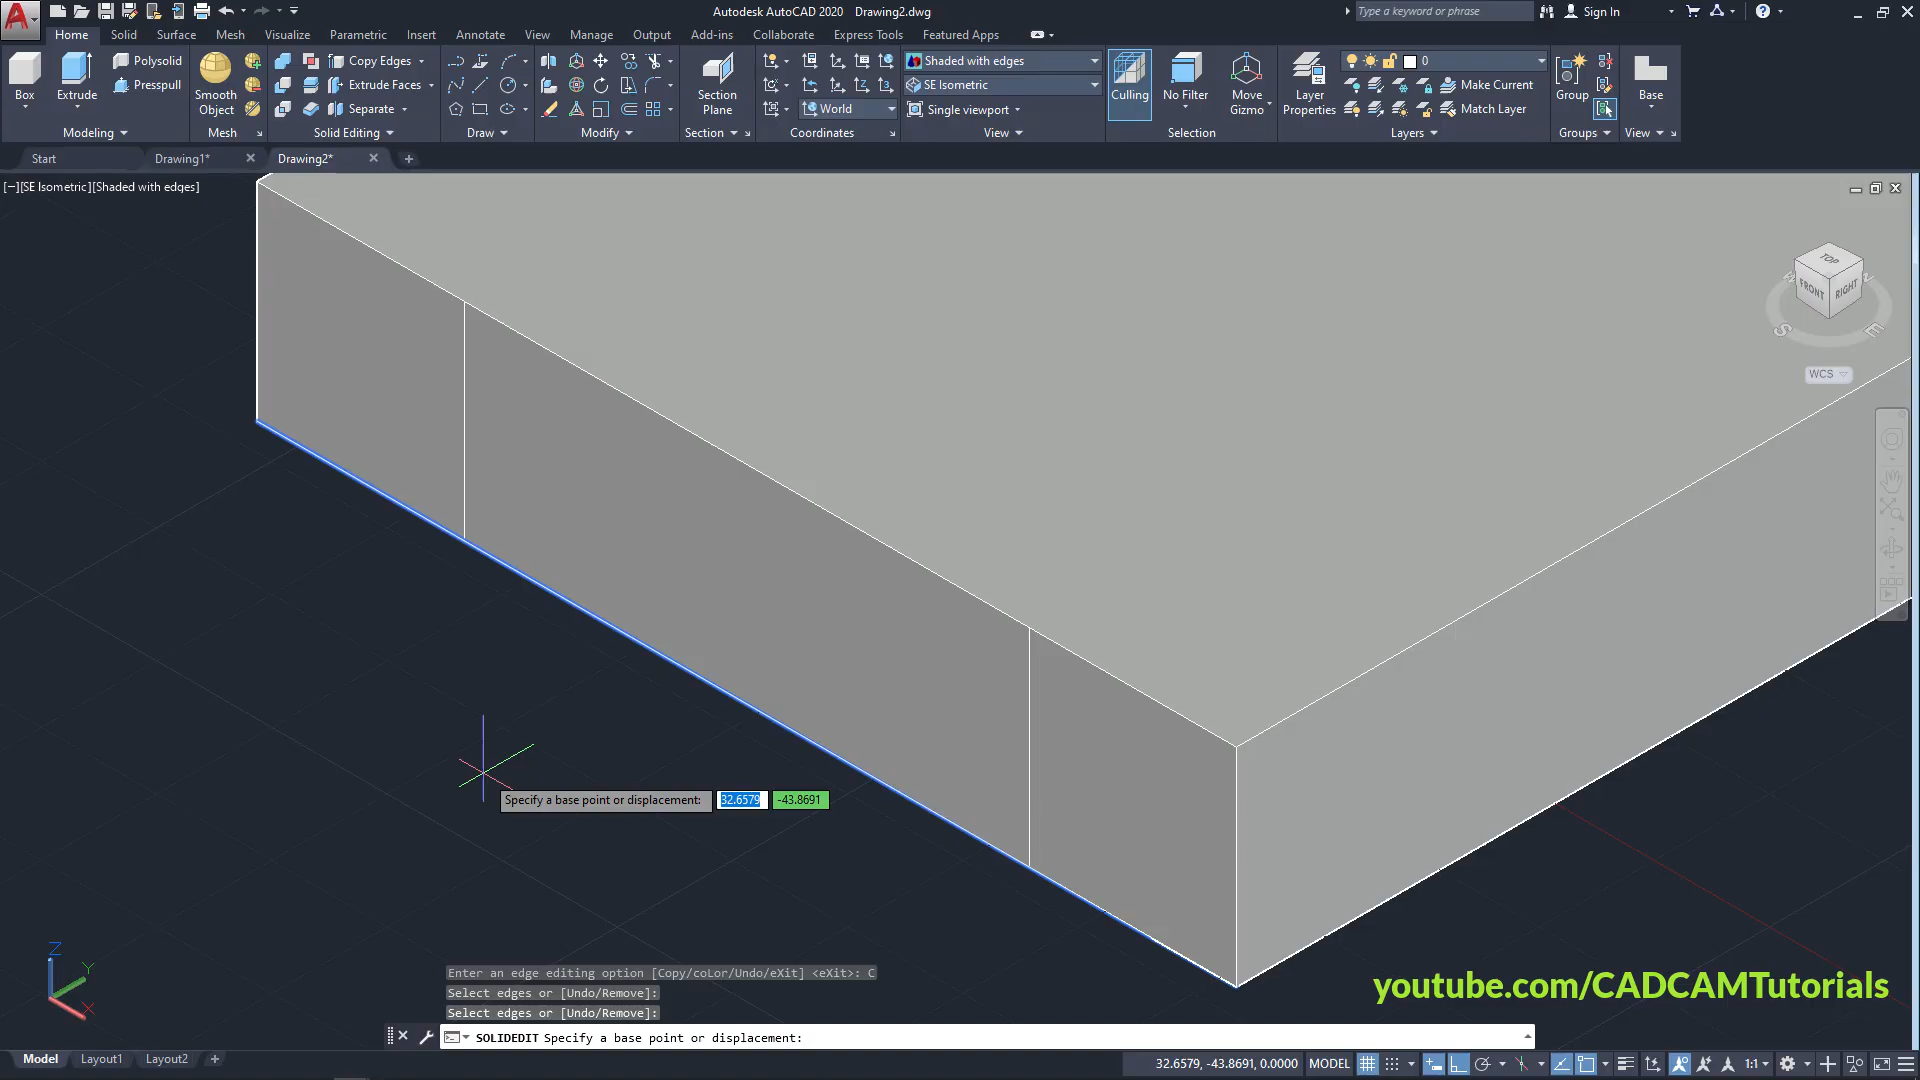 Autodesk AutoCAD 2020 Drawing2.dwg
Type a keyword or phrase
Sign In
Home Solid Surface Mesh Visualize Parametric Insert Annotate View Manage Output Add-ins Collaborate Express Tools Featured Apps
Box
Extrude
Polysolid
Presspull
Smooth Object
Copy Edges
Extrude Faces
Separate
Section Plane
World
Shaded with edges
SE Isometric
Single viewport
Culling
No Filter
Move Gizmo
Layer Properties
0
Make Current
Match Layer
Group
Base
Modeling Mesh Solid Editing Draw Modify Section Coordinates View Selection Layers Groups View
Start Drawing1* Drawing2*
[−][SE Isometric][Shaded with edges]
TOP
FRONT
RIGHT
W N
S E
WCS
Specify a base point or displacement: 32.6579 -43.8691
Z
Y
X
Enter an edge editing option [Copy/coLor/Undo/eXit] <eXit>: C
Select edges or [Undo/Remove]:
Select edges or [Undo/Remove]:
SOLIDEDIT Specify a base point or displacement:
youtube.com/CADCAMTutorials
Model Layout1 Layout2
32.6579, -43.8691, 0.0000 MODEL
1:1